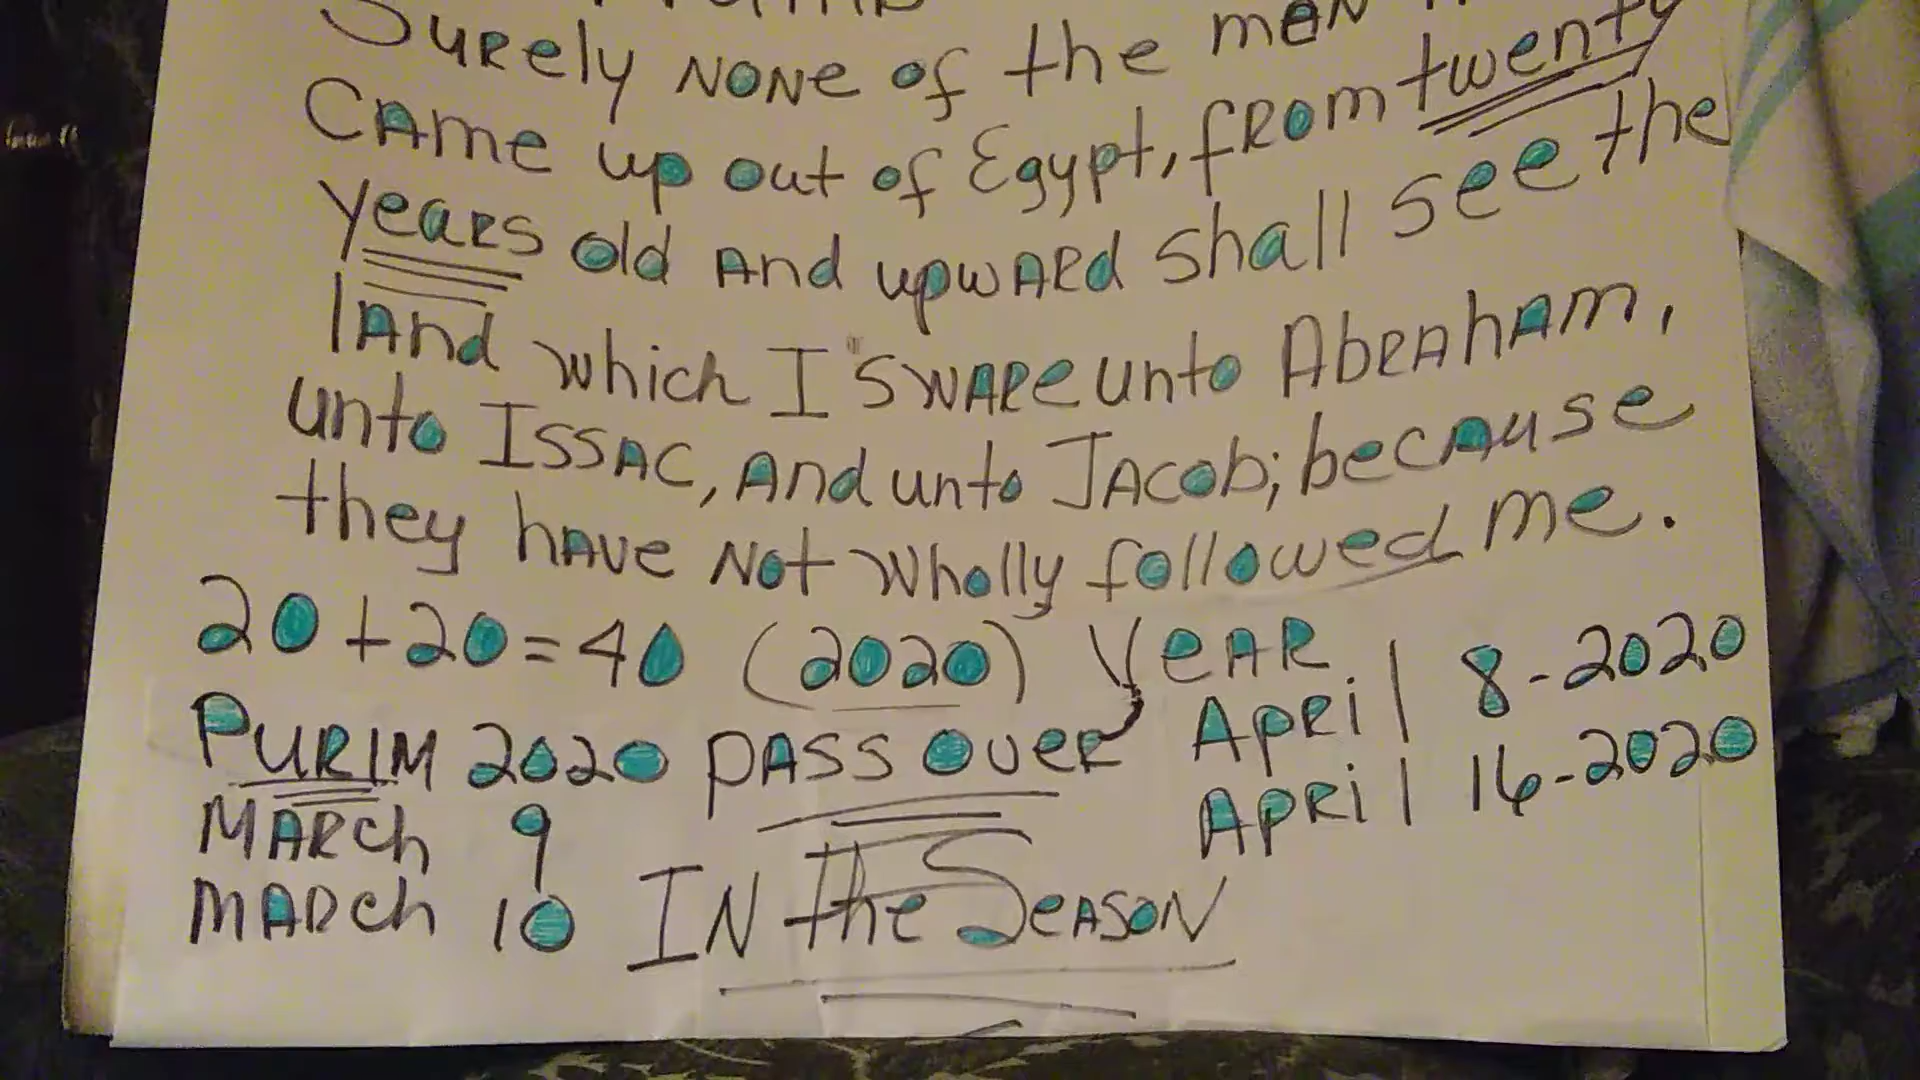 Surely none of the men
came up out of Egypt, from twenty
years old and upward shall see the
land which I sware unto Abraham,
unto Issac, and unto Jacob; because
they have not wholly followed me.
20+20=40 (2020) Year
April 8-2020
Purim 2020 Pass over
April 16-2020
March 9
March 10 In the Season